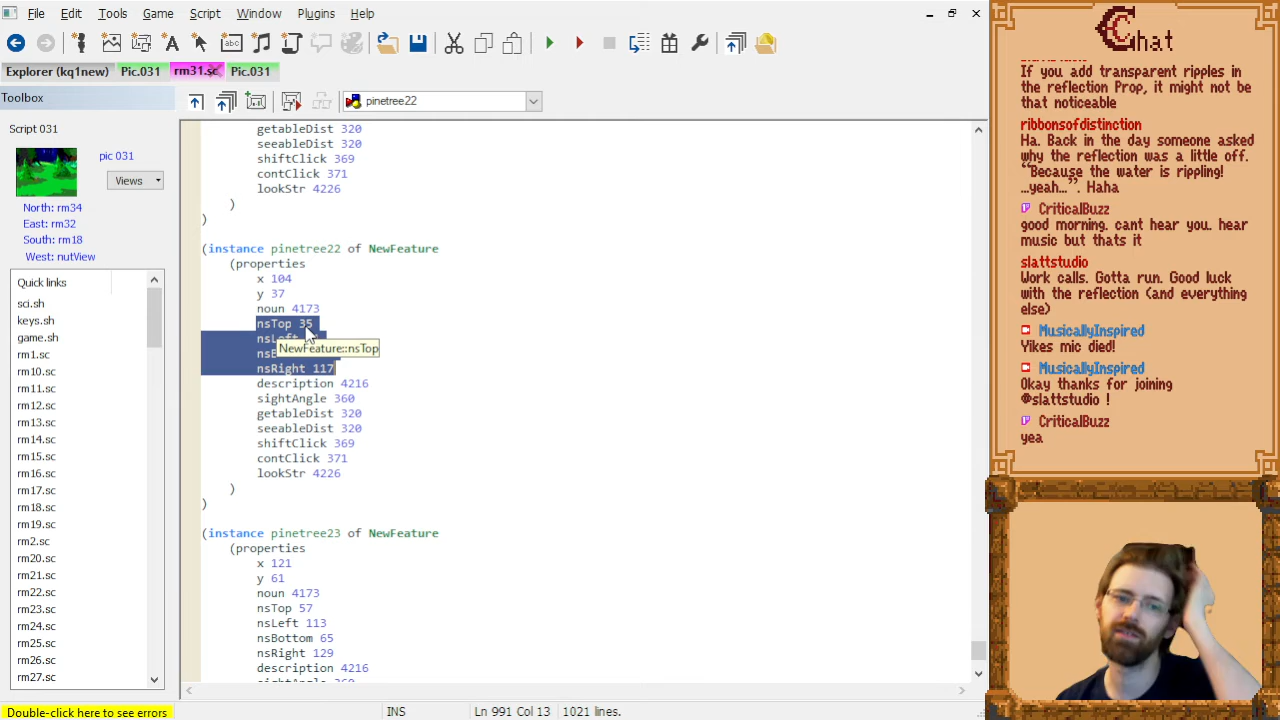 File Edit Tools Game Script Window Plugins Help
Explorer (kq1new) Pic.031 rm31.sc Pic.031
Toolbox
pinetree22
Script 031
pic 031
Views
North: rm34
East: rm32
South: rm18
West: nutView
Quick links
sci.sh
keys.sh
game.sh
rm1.sc
rm10.sc
rm11.sc
rm12.sc
rm13.sc
rm14.sc
rm15.sc
rm16.sc
rm17.sc
rm18.sc
rm19.sc
rm2.sc
rm20.sc
rm21.sc
rm22.sc
rm23.sc
rm24.sc
rm25.sc
rm26.sc
rm27.sc
getableDist 320
seeableDist 320
shiftClick 369
contClick 371
lookStr 4226
)
)
(instance pinetree22 of NewFeature
(properties
x 104
y 37
noun 4173
nsTop 35
NewFeature::nsTop
nsRight 117
description 4216
sightAngle 360
getableDist 320
seeableDist 320
shiftClick 369
contClick 371
lookStr 4226
)
)
(instance pinetree23 of NewFeature
(properties
x 121
y 61
noun 4173
nsTop 57
nsLeft 113
nsBottom 65
nsRight 129
description 4216
Double-click here to see errors
INS
Ln 991 Col 13 1021 lines.
Chat
If you add transparent ripples in
the reflection Prop, it might not be
that noticeable
ribbonsofdistinction
Ha. Back in the day someone asked
why the reflection was a little off.
“Because the water is rippling!
…yeah…”. Haha
CriticalBuzz
good morning. cant hear you. hear
music but thats it
slattstudio
Work calls. Gotta run. Good luck
with the reflection (and everything
else)
MusicallyInspired
Yikes mic died!
MusicallyInspired
Okay thanks for joining
@slattstudio !
CriticalBuzz
yea